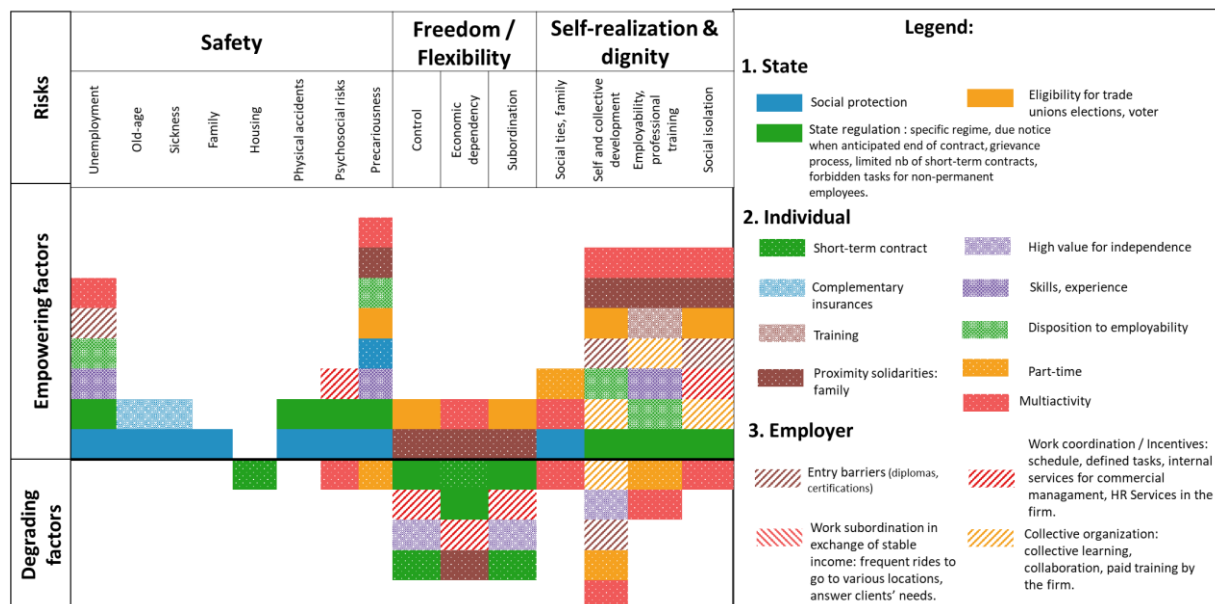 Risks
Safety
Freedom /
Flexibility
Self-realization &
dignity
Unemployment
Old-age
Sickness
Family
Housing
Physical accidents
Psychosocial risks
Precariousness
Control
Economic
dependency
Subordination
Social ties, family
Self and collective
development
Employability,
professional
training
Social isolation
Empowering factors
Degrading
factors
Legend:
1. State
Social protection
Eligibility for trade
unions elections, voter
State regulation : specific regime, due notice
when anticipated end of contract, grievance
process, limited nb of short-term contracts,
forbidden tasks for non-permanent
employees.
2. Individual
Short-term contract
High value for independence
Complementary
insurances
Skills, experience
Training
Disposition to employability
Proximity solidarities:
family
Part-time
Multiactivity
3. Employer
Entry barriers (diplomas,
certifications)
Work coordination / Incentives:
schedule, defined tasks, internal
services for commercial
managament, HR Services in the
firm.
Work subordination in
exchange of stable
income: frequent rides to
go to various locations,
answer clients' needs.
Collective organization:
collective learning,
collaboration, paid training by
the firm.